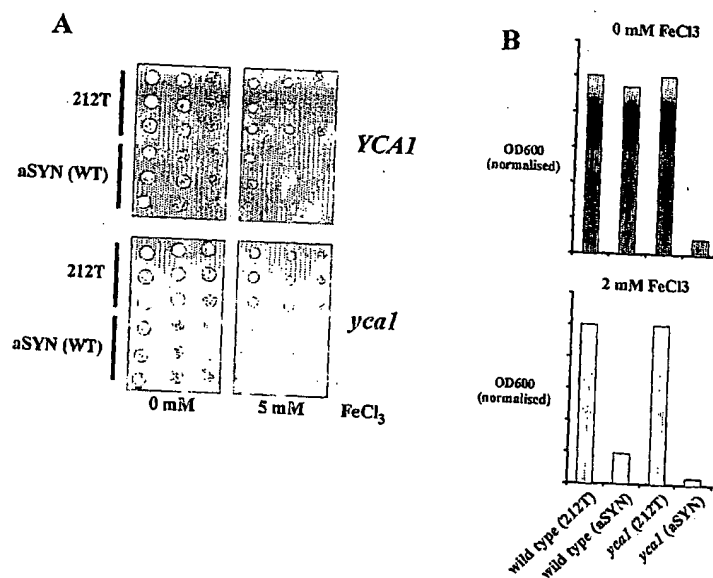 A
212T
aSYN (WT)
YCA1
212T
aSYN (WT)
yca1
0 mM
5 mM
FeCl3
B
0 mM FeCl3
OD600
(normalised)
2 mM FeCl3
OD600
(normalised)
wild type (212T)
wild type (aSYN)
yca1 (212T)
yca1 (aSYN)